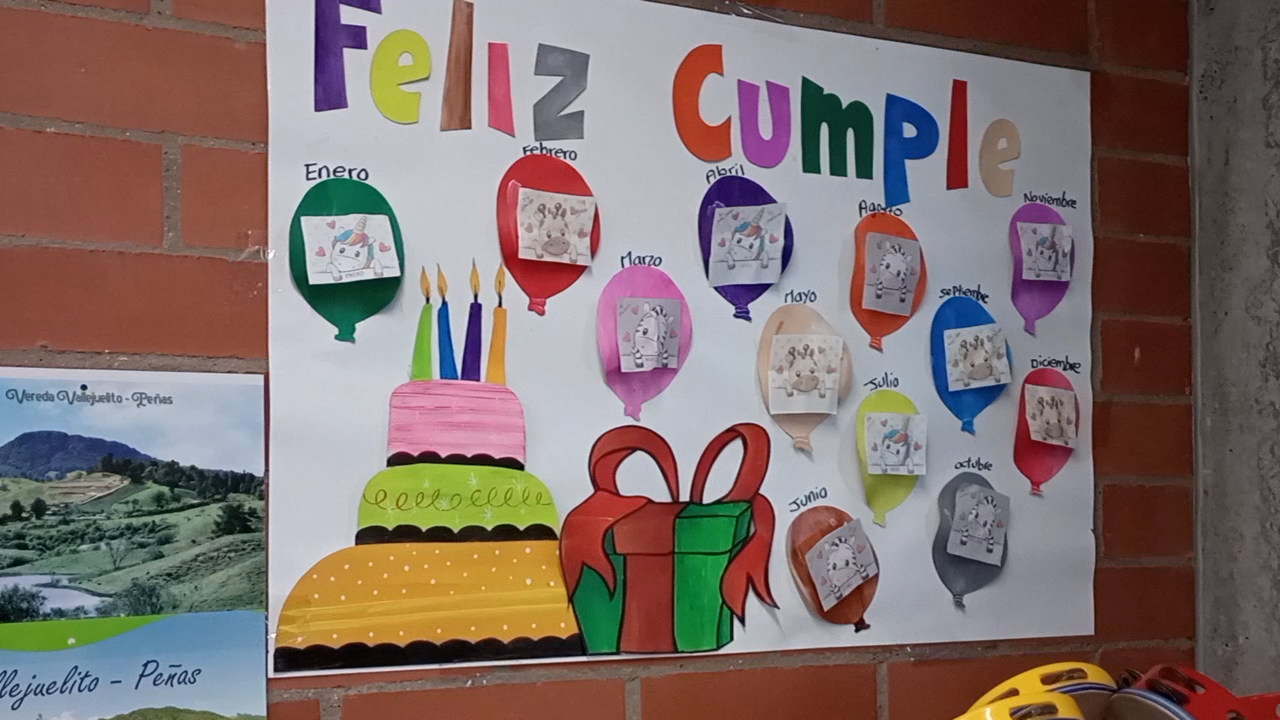 Feliz Cumple
Enero
Febrero
Marzo
Abril
Mayo
Junio
Julio
Agosto
Septiembre
Octubre
Noviembre
Diciembre
Vereda Vallejuelito - Peñas
llejuelito - Peñas